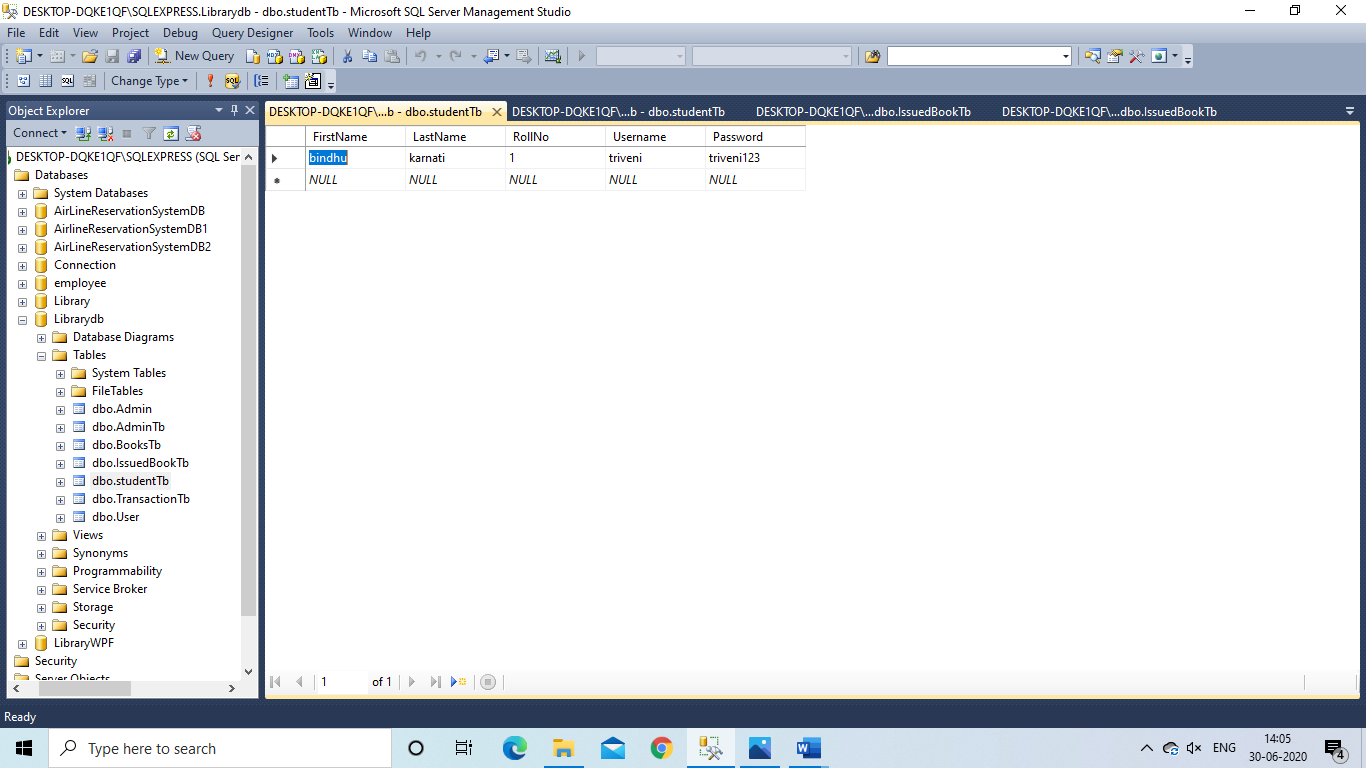 DESKTOP-DQKE1QF\SQLEXPRESS.Librarydb - dbo.studentTb - Microsoft SQL Server Management Studio
File Edit View Project Debug Query Designer Tools Window Help
New Query
Change Type
Object Explorer
DESKTOP-DQKE1QF\...b - dbo.studentTb DESKTOP-DQKE1QF\...b - dbo.studentTb DESKTOP-DQKE1QF\...dbo.IssuedBookTb DESKTOP-DQKE1QF\...dbo.IssuedBookTb
Connect
FirstName LastName RollNo Username Password
bindhu karnati 1 triveni triveni123
NULL NULL NULL NULL NULL
DESKTOP-DQKE1QF\SQLEXPRESS (SQL Ser
Databases
System Databases
AirLineReservationSystemDB
AirlineReservationSystemDB1
AirLineReservationSystemDB2
Connection
employee
Library
Librarydb
Database Diagrams
Tables
System Tables
FileTables
dbo.Admin
dbo.AdminTb
dbo.BooksTb
dbo.IssuedBookTb
dbo.studentTb
dbo.TransactionTb
dbo.User
Views
Synonyms
Programmability
Service Broker
Storage
Security
LibraryWPF
Security
Server Objects
1 of 1
Ready
Type here to search
ENG
14:05
30-06-2020
4